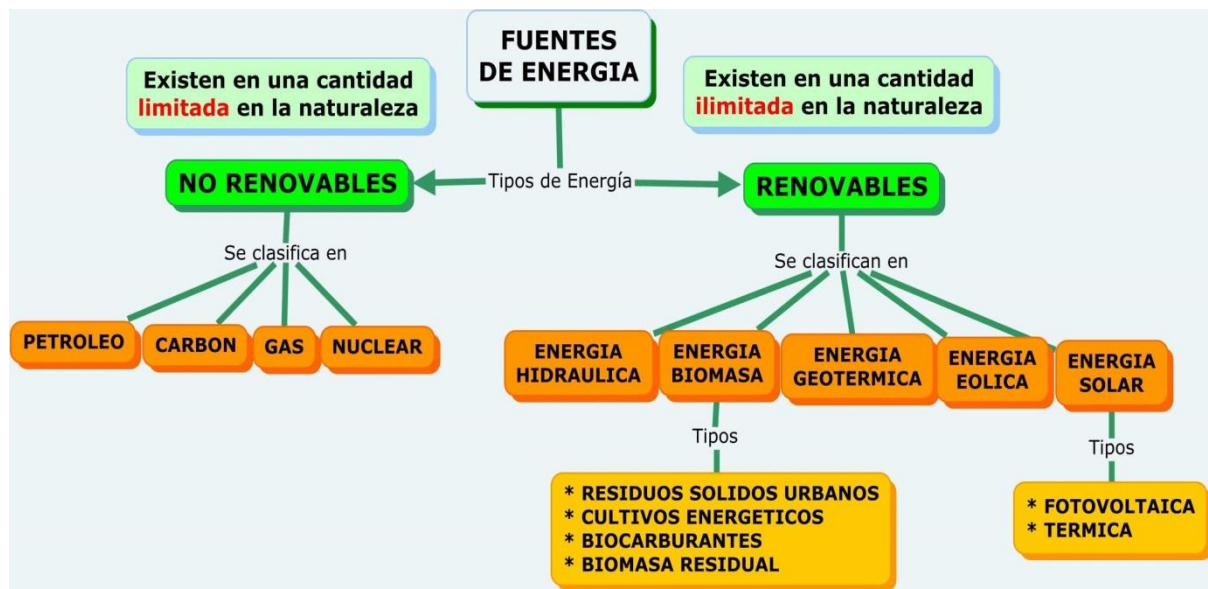 FUENTES
DE ENERGIA
Existen en una cantidad
limitada en la naturaleza
Existen en una cantidad
ilimitada en la naturaleza
NO RENOVABLES
Tipos de Energía
RENOVABLES
Se clasifica en
Se clasifican en
PETROLEO
CARBON
GAS
NUCLEAR
ENERGIA
HIDRAULICA
ENERGIA
BIOMASA
ENERGIA
GEOTERMICA
ENERGIA
EOLICA
ENERGIA
SOLAR
Tipos
* RESIDUOS SOLIDOS URBANOS
* CULTIVOS ENERGETICOS
* BIOCARBURANTES
* BIOMASA RESIDUAL
Tipos
* FOTOVOLTAICA
* TERMICA